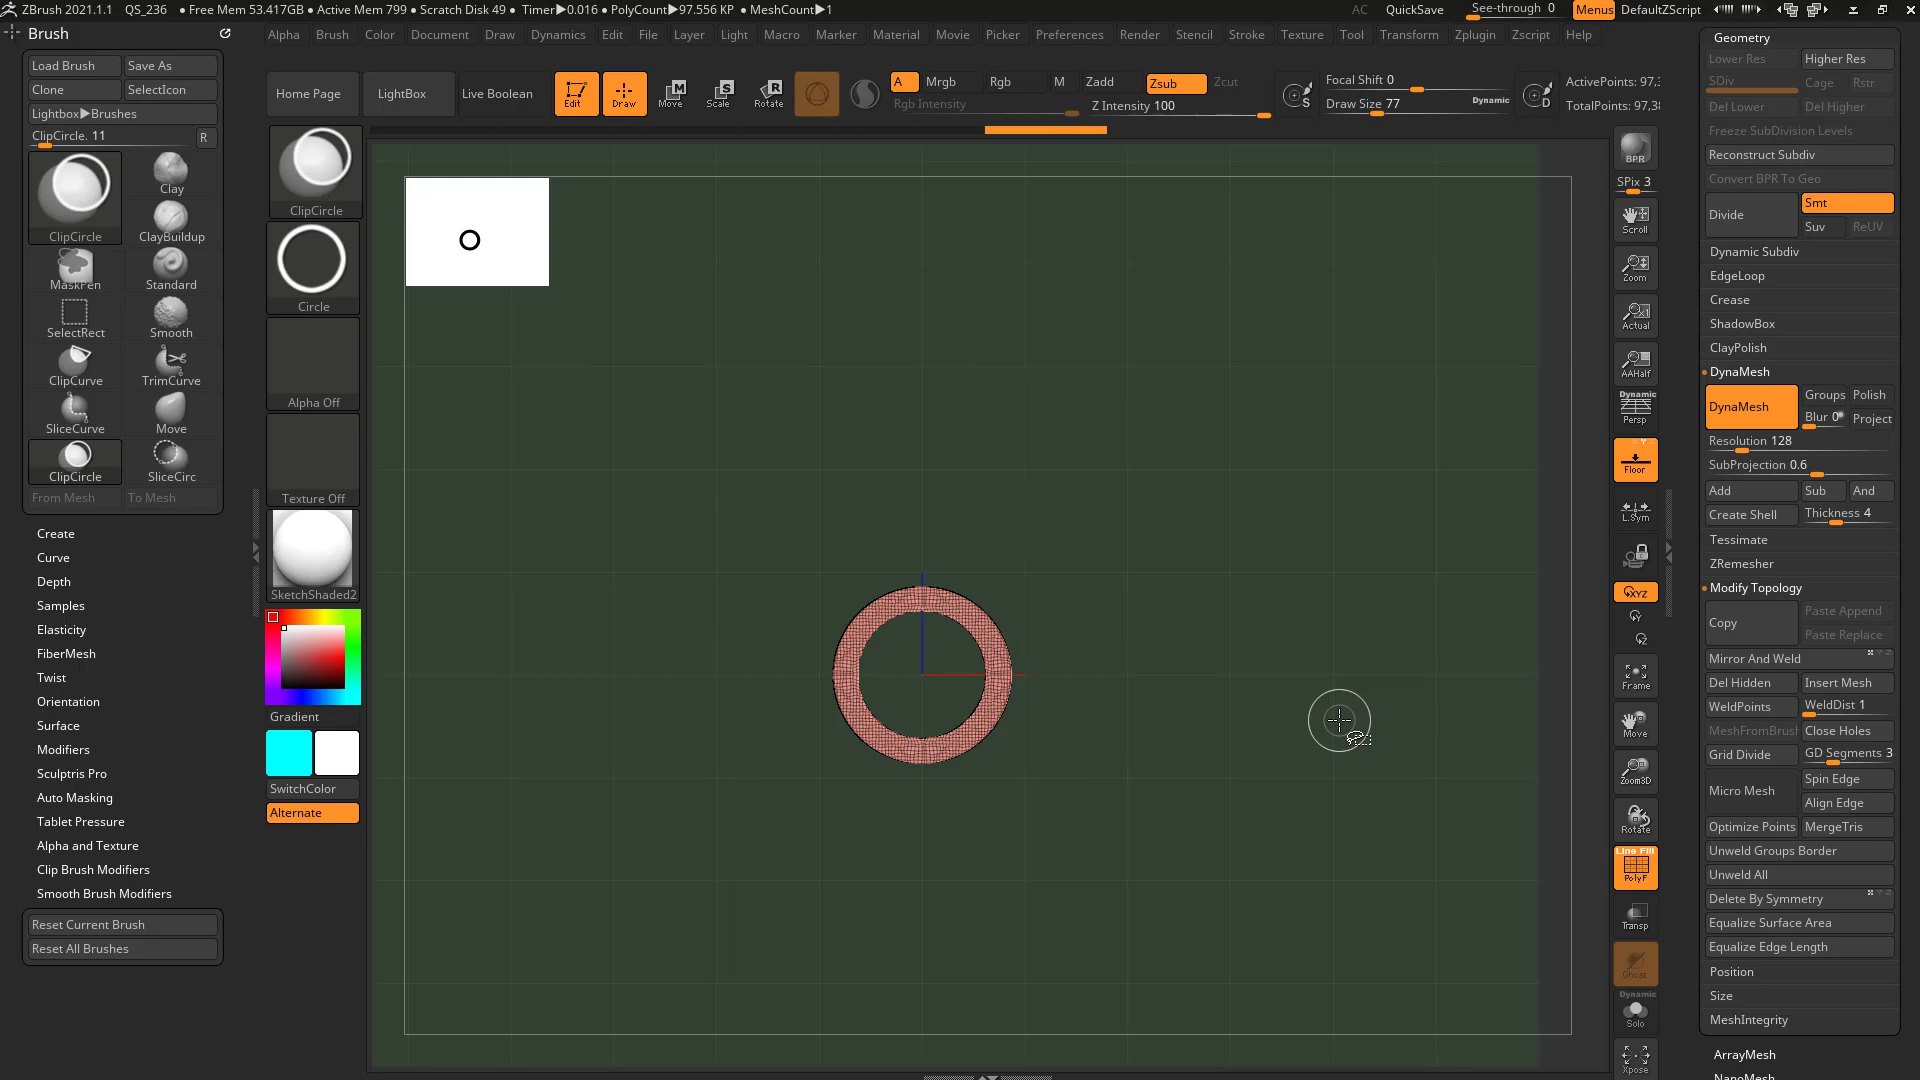 ZBrush 2021.1.1 QS_236 • Free Mem 53.417GB • Active Mem 799 • Scratch Disk 49 • Timer▶0.016 • PolyCount▶97.556 KP • MeshCount▶1 AC QuickSave See-through 0 Menus DefaultZScript
Brush
Alpha Brush Color Document Draw Dynamics Edit File Layer Light Macro Marker Material Movie Picker Preferences Render Stencil Stroke Texture Tool Transform Zplugin Zscript Help
Load Brush Save As
Clone SelectIcon
Lightbox▶Brushes
ClipCircle. 11 R
ClipCircle
Clay
ClayBuildup
MaskPen Standard
SelectRect Smooth
ClipCurve TrimCurve
SliceCurve Move
ClipCircle SliceCirc
From Mesh To Mesh
Create
Curve
Depth
Samples
Elasticity
FiberMesh
Twist
Orientation
Surface
Modifiers
Sculptris Pro
Auto Masking
Tablet Pressure
Alpha and Texture
Clip Brush Modifiers
Smooth Brush Modifiers
Reset Current Brush
Reset All Brushes
Home Page LightBox Live Boolean
Edit Draw Move Scale Rotate
A Mrgb Rgb M Zadd Zsub Zcut
Rgb Intensity Z Intensity 100
S
Focal Shift 0
Draw Size 77 Dynamic
D
ActivePoints: 97,3
TotalPoints: 97,38
ClipCircle
Circle
Alpha Off
Texture Off
SketchShaded2
Gradient
SwitchColor
Alternate
BPR
SPix 3
Scroll
Zoom
Actual
AAHalf
Dynamic
Persp
Floor
L.Sym
XYZ
Frame
Move
Zoom3D
Rotate
Line Fill
PolyF
Transp
Ghost
Dynamic
Solo
Xpose
Geometry
Lower Res Higher Res
SDiv Cage Rstr
Del Lower Del Higher
Freeze SubDivision Levels
Reconstruct Subdiv
Convert BPR To Geo
Divide Smt
Suv ReUV
Dynamic Subdiv
EdgeLoop
Crease
ShadowBox
ClayPolish
DynaMesh
DynaMesh Groups Polish
Blur 0 Project
Resolution 128
SubProjection 0.6
Add Sub And
Create Shell Thickness 4
Tessimate
ZRemesher
Modify Topology
Copy Paste Append
Paste Replace
Mirror And Weld
Del Hidden Insert Mesh
WeldPoints WeldDist 1
MeshFromBrush Close Holes
Grid Divide GD Segments 3
Micro Mesh Spin Edge
Align Edge
Optimize Points MergeTris
Unweld Groups Border
Unweld All
Delete By Symmetry
Equalize Surface Area
Equalize Edge Length
Position
Size
MeshIntegrity
ArrayMesh
NanoMesh